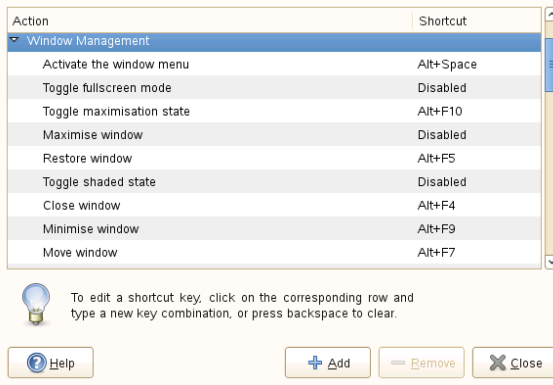 Action Shortcut
Window Management
Activate the window menu Alt+Space
Toggle fullscreen mode Disabled
Toggle maximisation state Alt+F10
Maximise window Disabled
Restore window Alt+F5
Toggle shaded state Disabled
Close window Alt+F4
Minimise window Alt+F9
Move window Alt+F7
To edit a shortcut key, click on the corresponding row and
type a new key combination, or press backspace to clear.
Help Add Remove Close